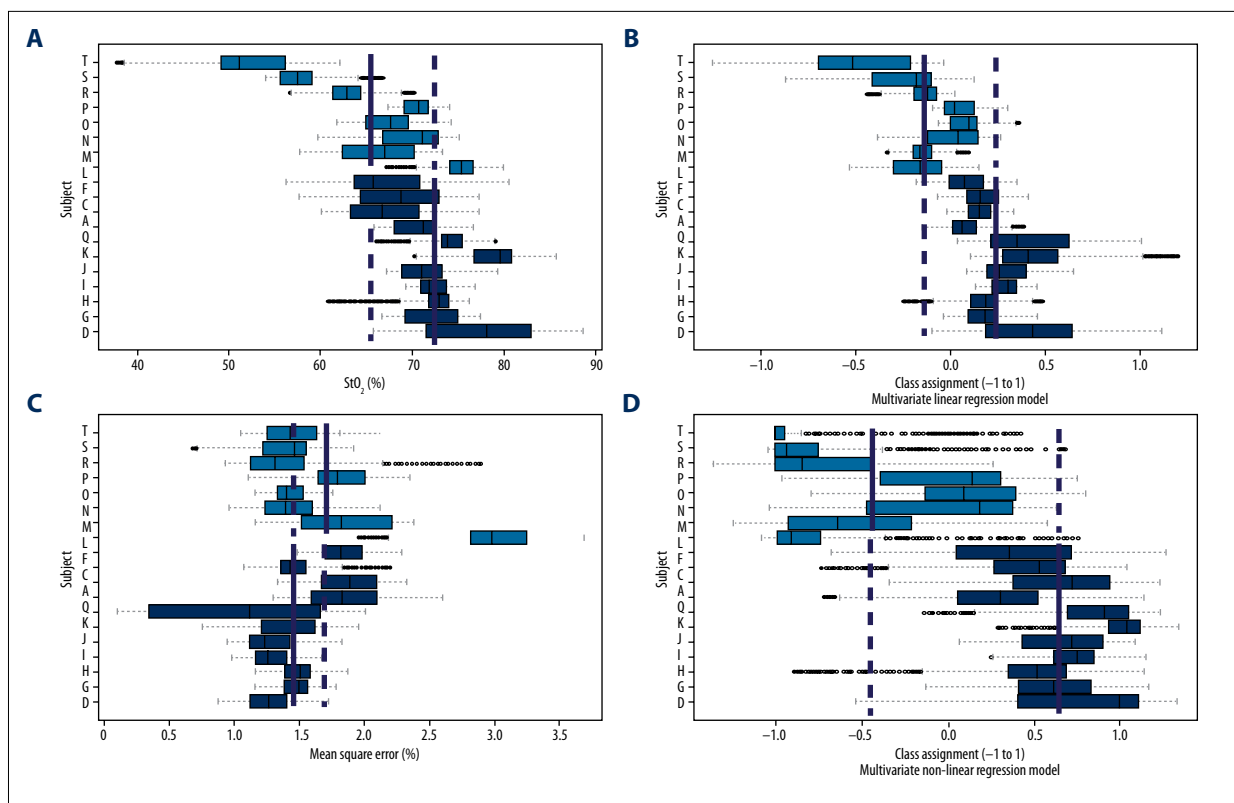 A
Subject
T
S
R
P
O
N
M
L
F
C
A
Q
K
J
I
H
G
D
40 50 60 70 80 90
StO2 (%)
B
Subject
T
S
R
P
O
N
M
L
F
C
A
Q
K
J
I
H
G
D
−1.0 −0.5 0.0 0.5 1.0
Class assignment (−1 to 1)
Multivariate linear regression model
C
Subject
T
S
R
P
O
N
M
L
F
C
A
Q
K
J
I
H
G
D
0 0.5 1.0 1.5 2.0 2.5 3.0 3.5
Mean square error (%)
D
Subject
T
S
R
P
O
N
M
L
F
C
A
Q
K
J
I
H
G
D
−1.0 −0.5 0.0 0.5 1.0
Class assignment (−1 to 1)
Multivariate non-linear regression model